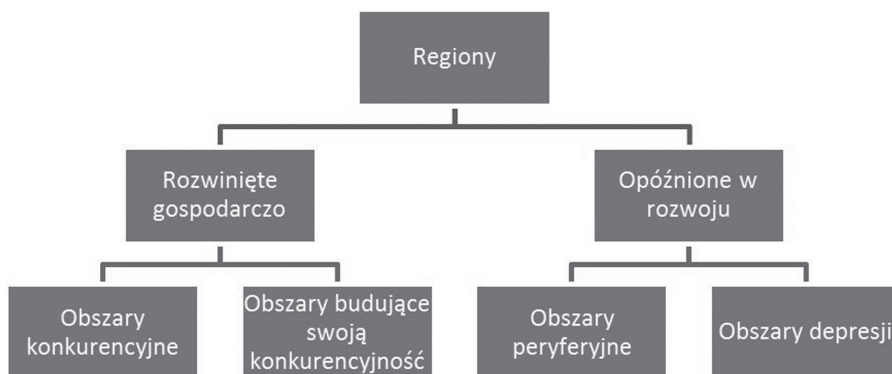 Regiony
Rozwinięte
gospodarczo
Opóźnione w
rozwoju
Obszary
konkurencyjne
Obszary budujące
swoją
konkurencyjność
Obszary
peryferyjne
Obszary depresji